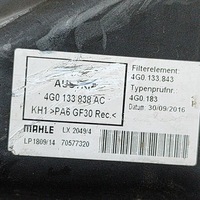 Filterelement:
4G0.133.843
AU
4G0 133 838 AC
KH1 >PA6 GF30 Rec.<
Typenprufnr.
4G0.183
Datum: 30/09/2016
MAHLE LX 2049/4
LP1809/14 70577320